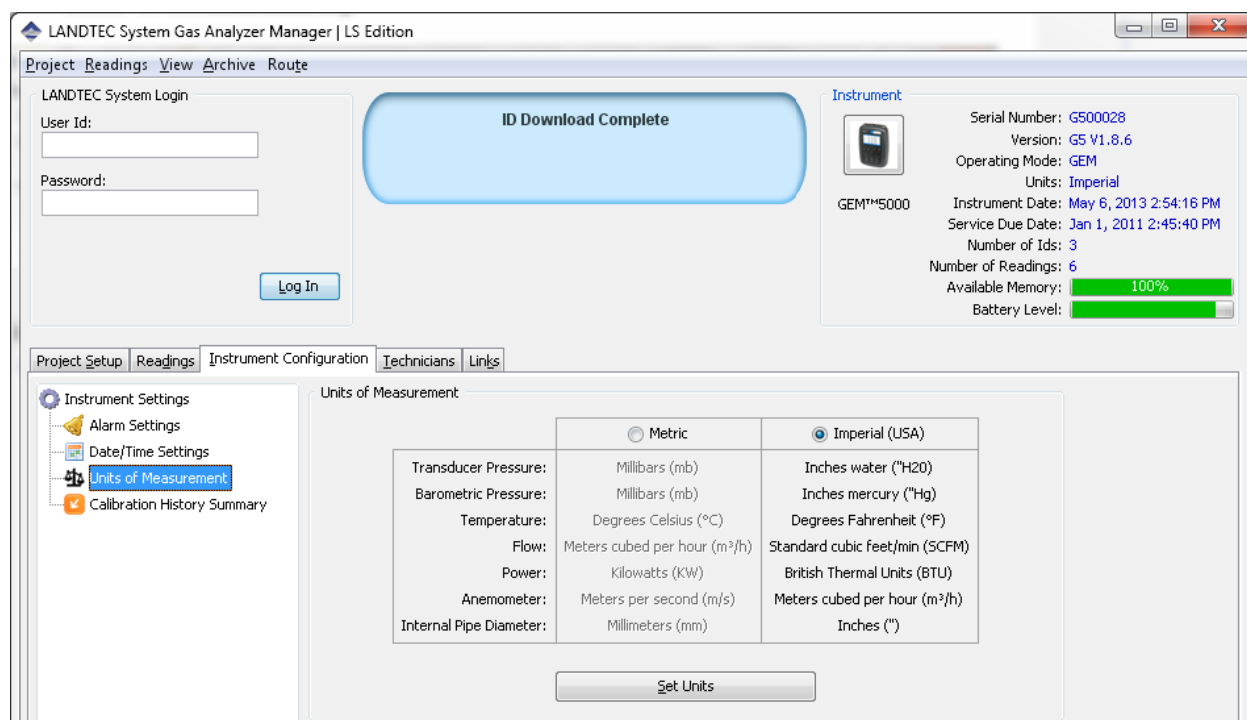 LANDTEC System Gas Analyzer Manager | LS Edition
Project Readings View Archive Route
LANDTEC System Login
User Id:
Password:
Log In
ID Download Complete
Instrument
GEM™5000
Serial Number: G500028
Version: G5 V1.8.6
Operating Mode: GEM
Units: Imperial
Instrument Date: May 6, 2013 2:54:16 PM
Service Due Date: Jan 1, 2011 2:45:40 PM
Number of Ids: 3
Number of Readings: 6
Available Memory: 100%
Battery Level:
Project Setup Readings Instrument Configuration Technicians Links
Instrument Settings
Alarm Settings
Date/Time Settings
Units of Measurement
Calibration History Summary
Units of Measurement
Metric Imperial (USA)
Transducer Pressure: Millibars (mb) Inches water ("H20)
Barometric Pressure: Millibars (mb) Inches mercury ("Hg)
Temperature: Degrees Celsius (°C) Degrees Fahrenheit (°F)
Flow: Meters cubed per hour (m³/h) Standard cubic feet/min (SCFM)
Power: Kilowatts (KW) British Thermal Units (BTU)
Anemometer: Meters per second (m/s) Meters cubed per hour (m³/h)
Internal Pipe Diameter: Millimeters (mm) Inches (")
Set Units